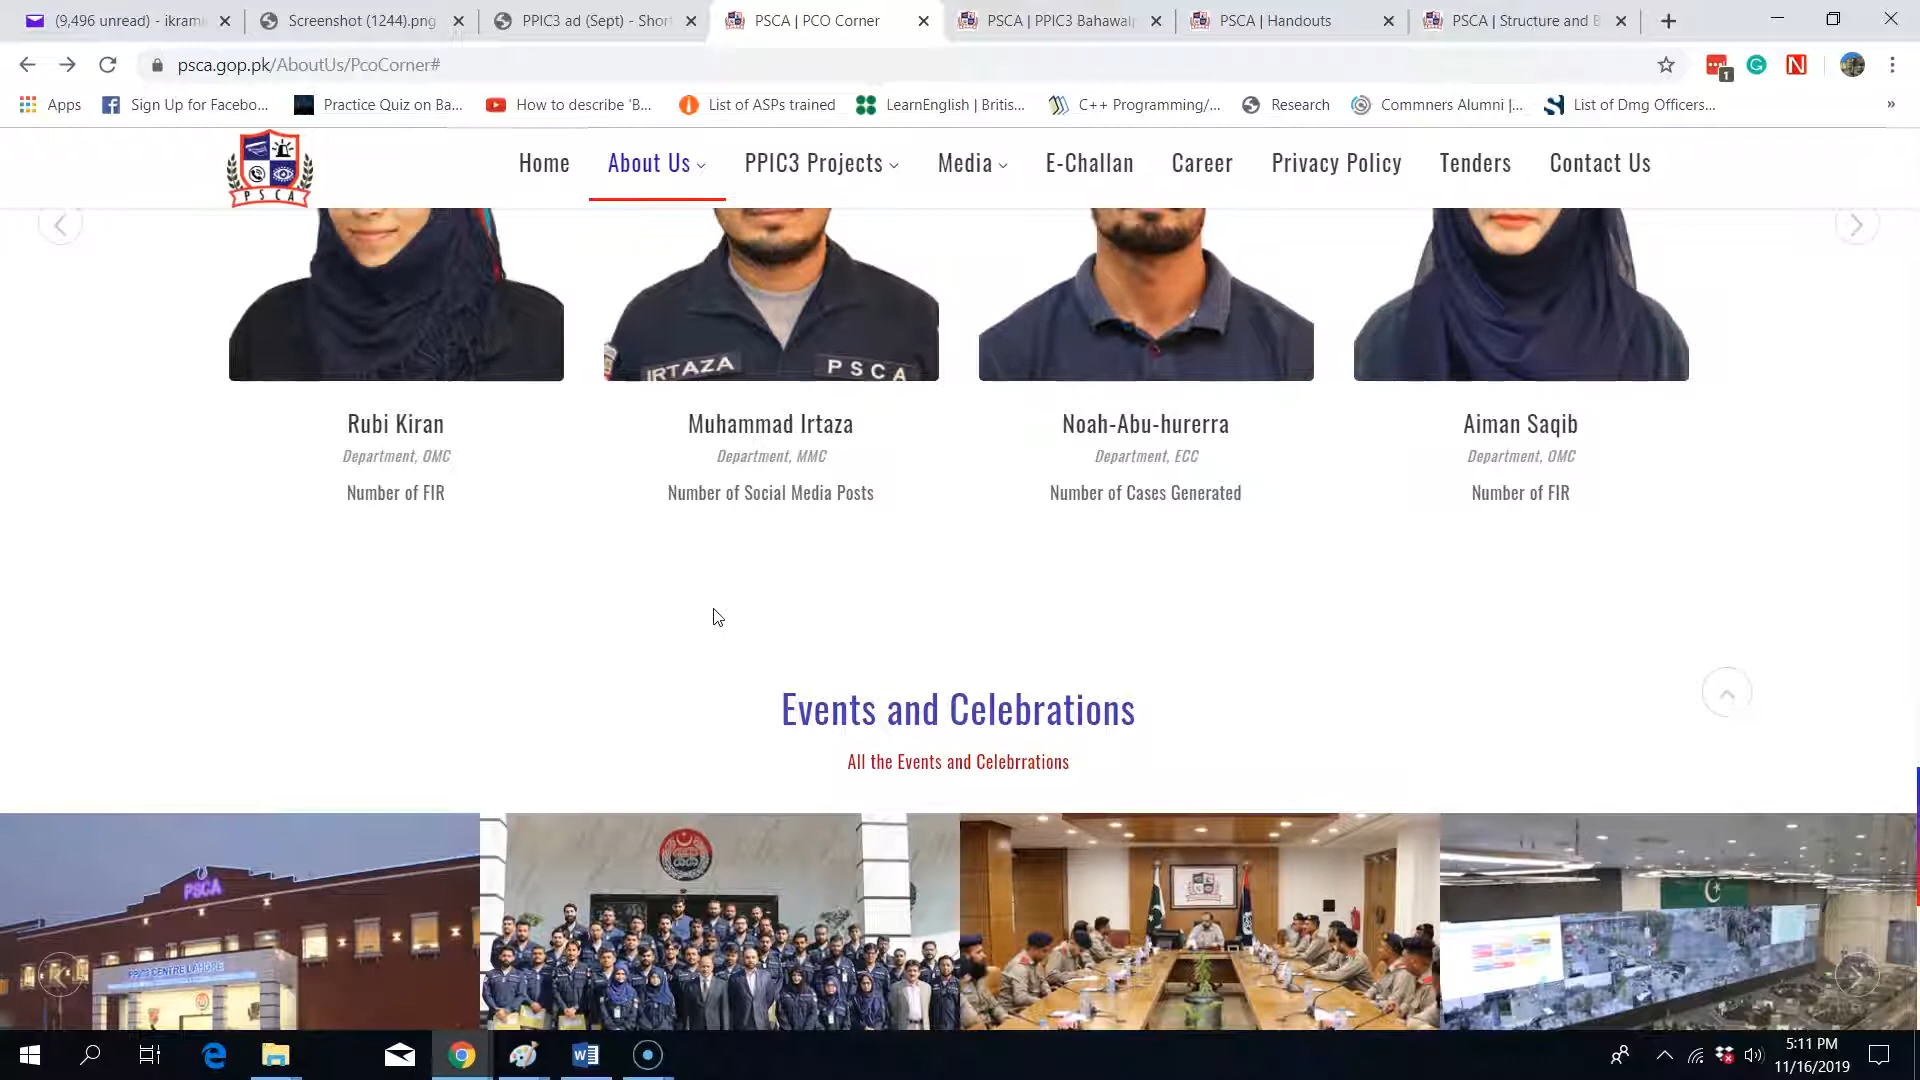 (9,496 unread) - ikrami
Screenshot (1244).png
PPIC3 ad (Sept) - Short
PSCA | PCO Corner
PSCA | PPIC3 Bahawalp
PSCA | Handouts
PSCA | Structure and B
psca.gop.pk/AboutUs/PcoCorner#
1
Apps
Sign Up for Facebo...
Practice Quiz on Ba...
How to describe 'B...
List of ASPs trained
LearnEnglish | Britis...
C++ Programming/...
Research
Commners Alumni |...
List of Dmg Officers...
»
PSCA
Home
About Us
PPIC3 Projects
Media
E-Challan
Career
Privacy Policy
Tenders
Contact Us
IRTAZA
PSCA
Rubi Kiran
Muhammad Irtaza
Noah-Abu-hurerra
Aiman Saqib
Department, OMC
Department, MMC
Department, ECC
Department, OMC
Number of FIR
Number of Social Media Posts
Number of Cases Generated
Number of FIR
Events and Celebrations
All the Events and Celebrrations
PSCA
PPIC3 CENTRE LAHORE
5:11 PM
11/16/2019